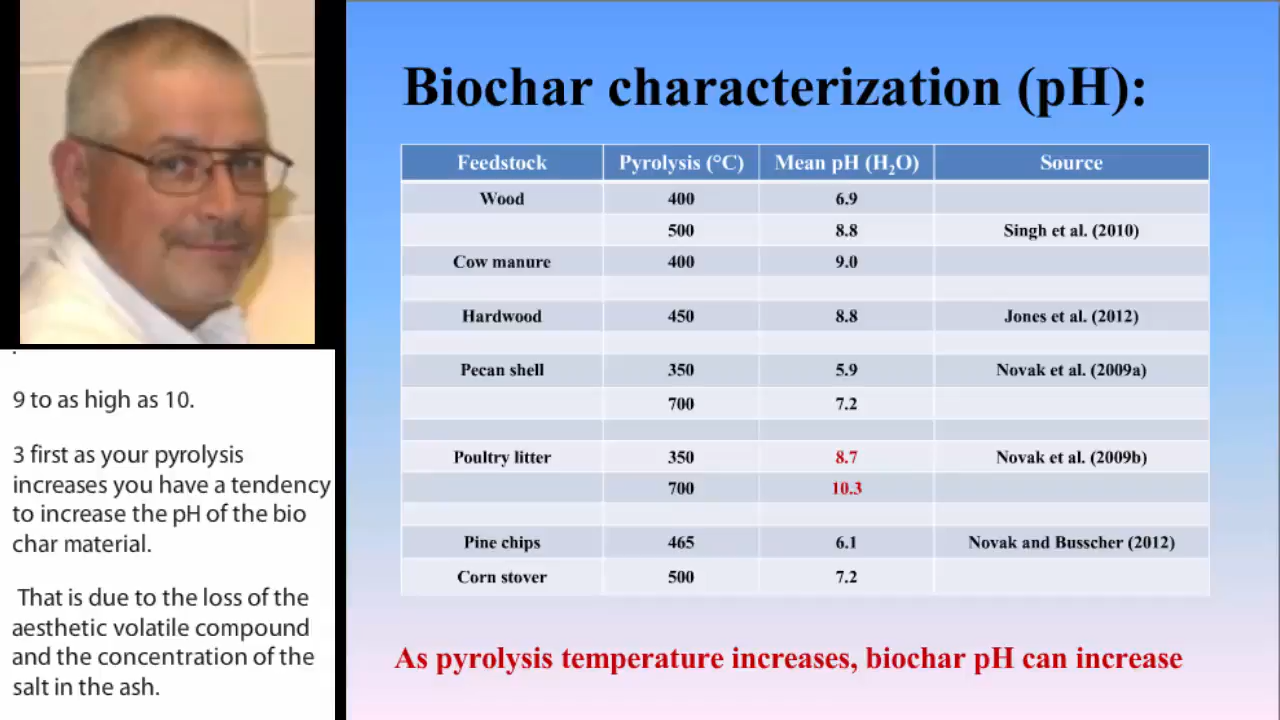 Biochar characterization (pH):
Feedstock Pyrolysis (°C) Mean pH (H₂O) Source
Wood 400 6.9
500 8.8 Singh et al. (2010)
Cow manure 400 9.0
Hardwood 450 8.8 Jones et al. (2012)
Pecan shell 350 5.9 Novak et al. (2009a)
700 7.2
Poultry litter 350 8.7 Novak et al. (2009b)
700 10.3
Pine chips 465 6.1 Novak and Busscher (2012)
Corn stover 500 7.2
As pyrolysis temperature increases, biochar pH can increase
.
9 to as high as 10.
3 first as your pyrolysis
increases you have a tendency
to increase the pH of the bio
char material.
That is due to the loss of the
aesthetic volatile compound
and the concentration of the
salt in the ash.